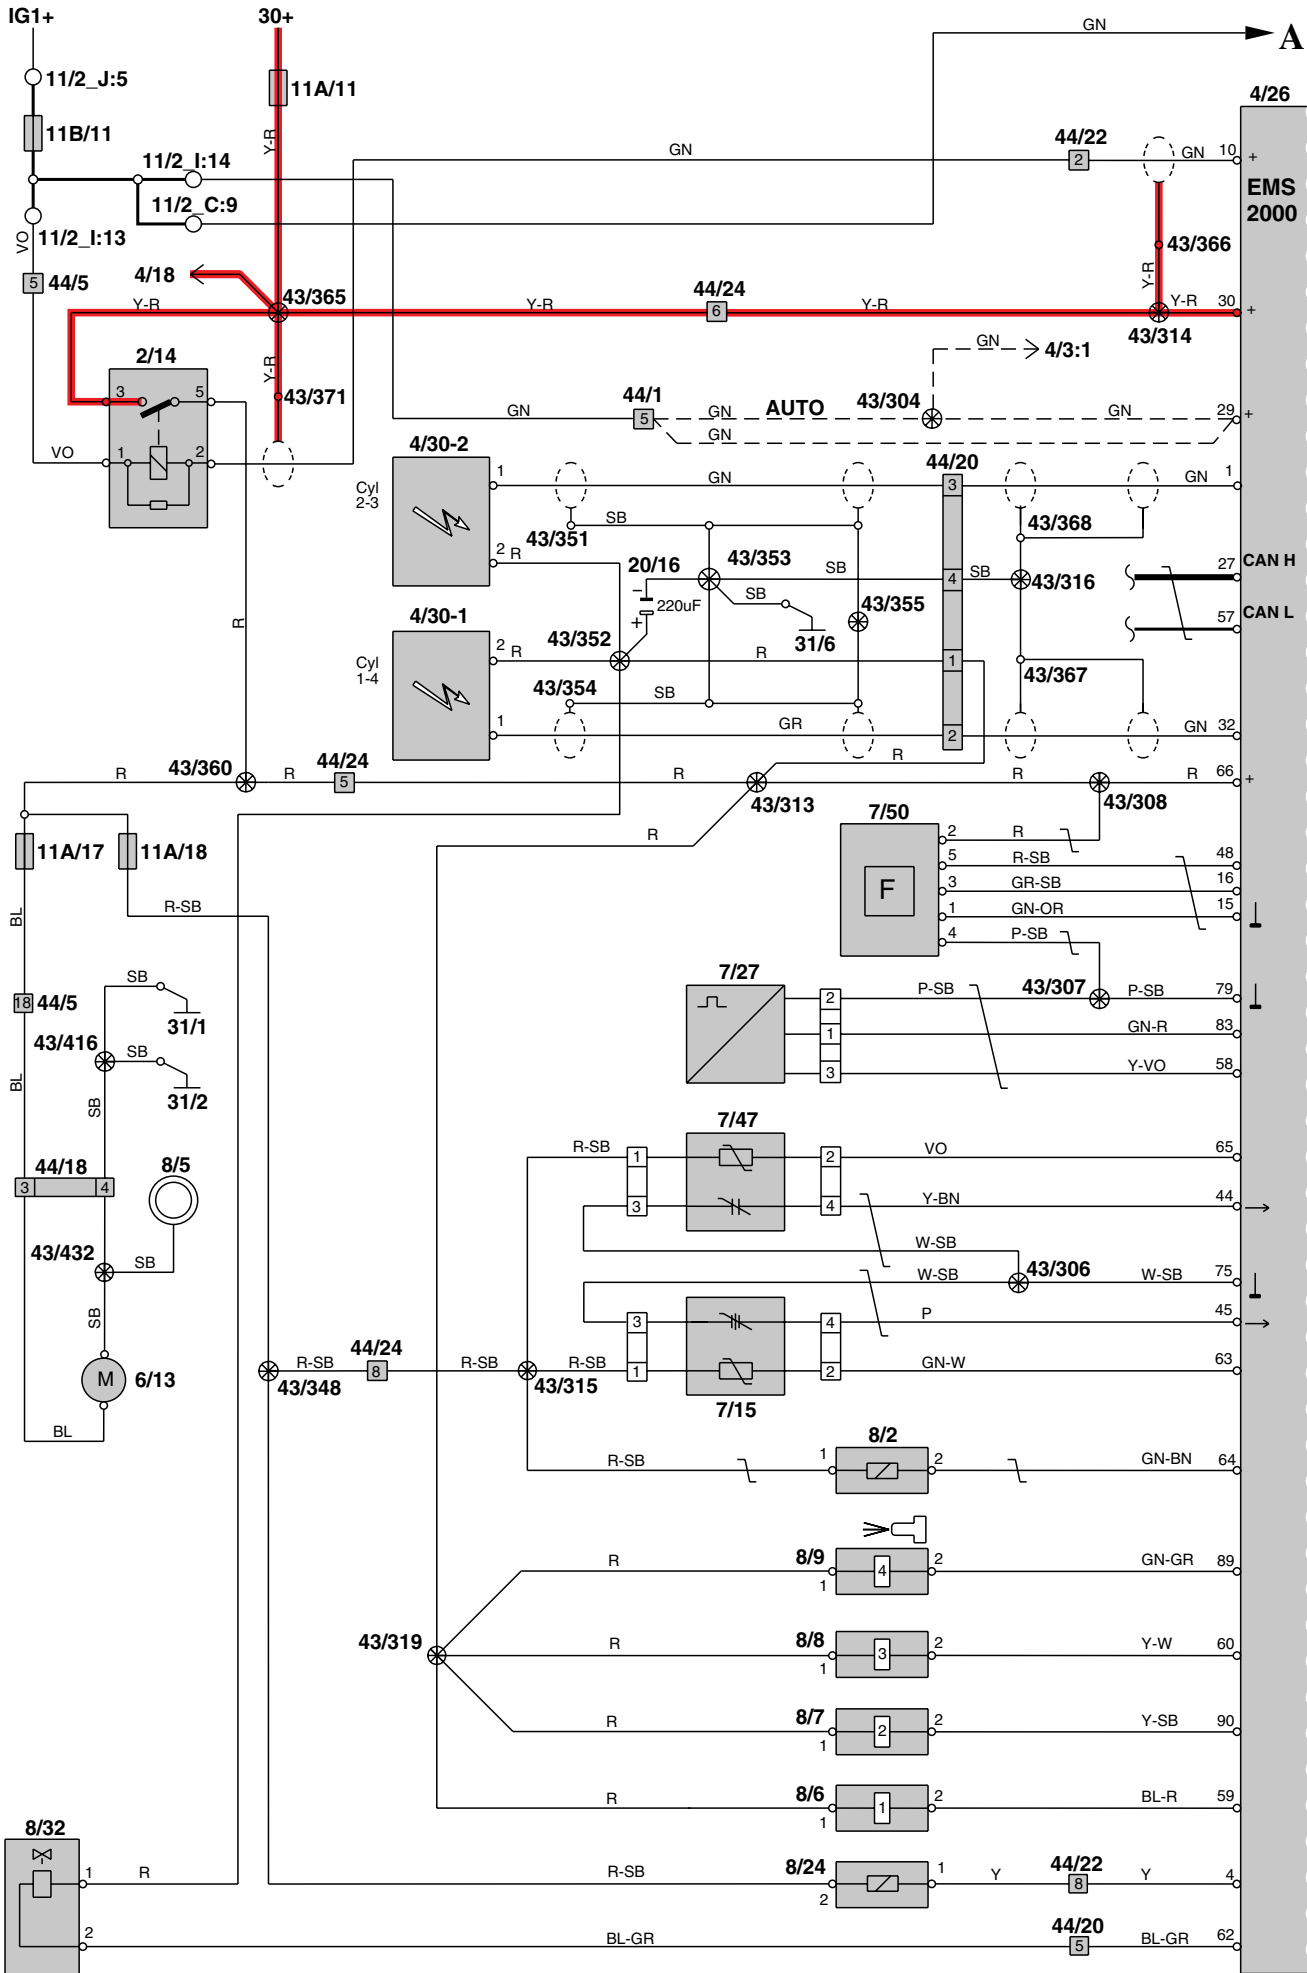 IG1+
30+
GN
A
11/2_J:5
11A/11
4/26
11B/11
Y-R
44/22
11/2_I:14
GN
2
GN
10
+
EMS
2000
11/2_C:9
VO
11/2_I:13
43/366
4/18
44/24
Y-R
5
44/5
43/365
Y-R
Y-R
6
Y-R
Y-R
30
+
43/314
2/14
Y-R
GN
4/3:1
3
5
43/371
44/1
AUTO
43/304
GN
5
GN
GN
29
+
GN
VO
1
2
4/30-2
44/20
Cyl
2-3
1
GN
3
GN
1
SB
43/351
43/368
2
R
20/16
43/353
CAN H
27
–
SB
4
SB
43/316
220uF
SB
43/355
CAN L
57
4/30-1
+
43/352
31/6
R
Cyl
1-4
2
R
R
1
43/354
SB
43/367
1
GR
2
GN
32
R
43/360
44/24
R
R
5
R
R
R
66
+
43/313
43/308
7/50
11A/17
11A/18
R
2
R
F
5
R-SB
48
3
GR-SB
16
BL
R-SB
1
GN-OR
15
4
P-SB
7/27
SB
18
44/5
31/1
2
P-SB
43/307
P-SB
79
43/416
SB
1
GN-R
83
BL
3
Y-VO
58
31/2
SB
7/47
44/18
8/5
R-SB
1
2
VO
65
3
4
3
4
Y-BN
44
W-SB
43/432
SB
W-SB
43/306
W-SB
75
SB
3
4
P
45
44/24
M
6/13
R-SB
8
R-SB
R-SB
1
2
GN-W
63
43/348
43/315
7/15
BL
8/2
R-SB
1
2
GN-BN
64
8/9
R
4
2
GN-GR
89
1
43/319
8/8
R
3
2
Y-W
60
1
8/7
R
2
2
Y-SB
90
1
8/6
R
1
2
BL-R
59
1
8/32
1
R
R-SB
8/24
1
Y
44/22
Y
4
2
8
2
BL-GR
44/20
5
BL-GR
62